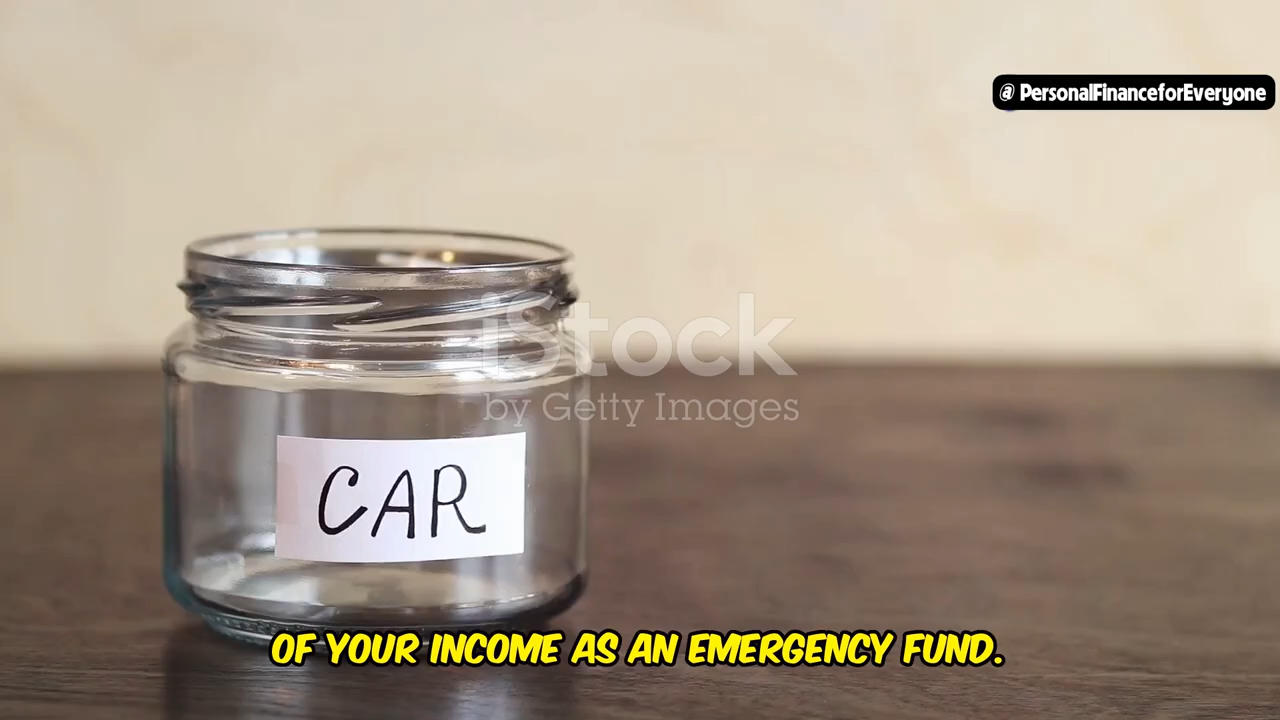 @ PersonalFinanceforEveryone
iStock
by Getty Images
CAR
OF YOUR INCOME AS AN EMERGENCY FUND.